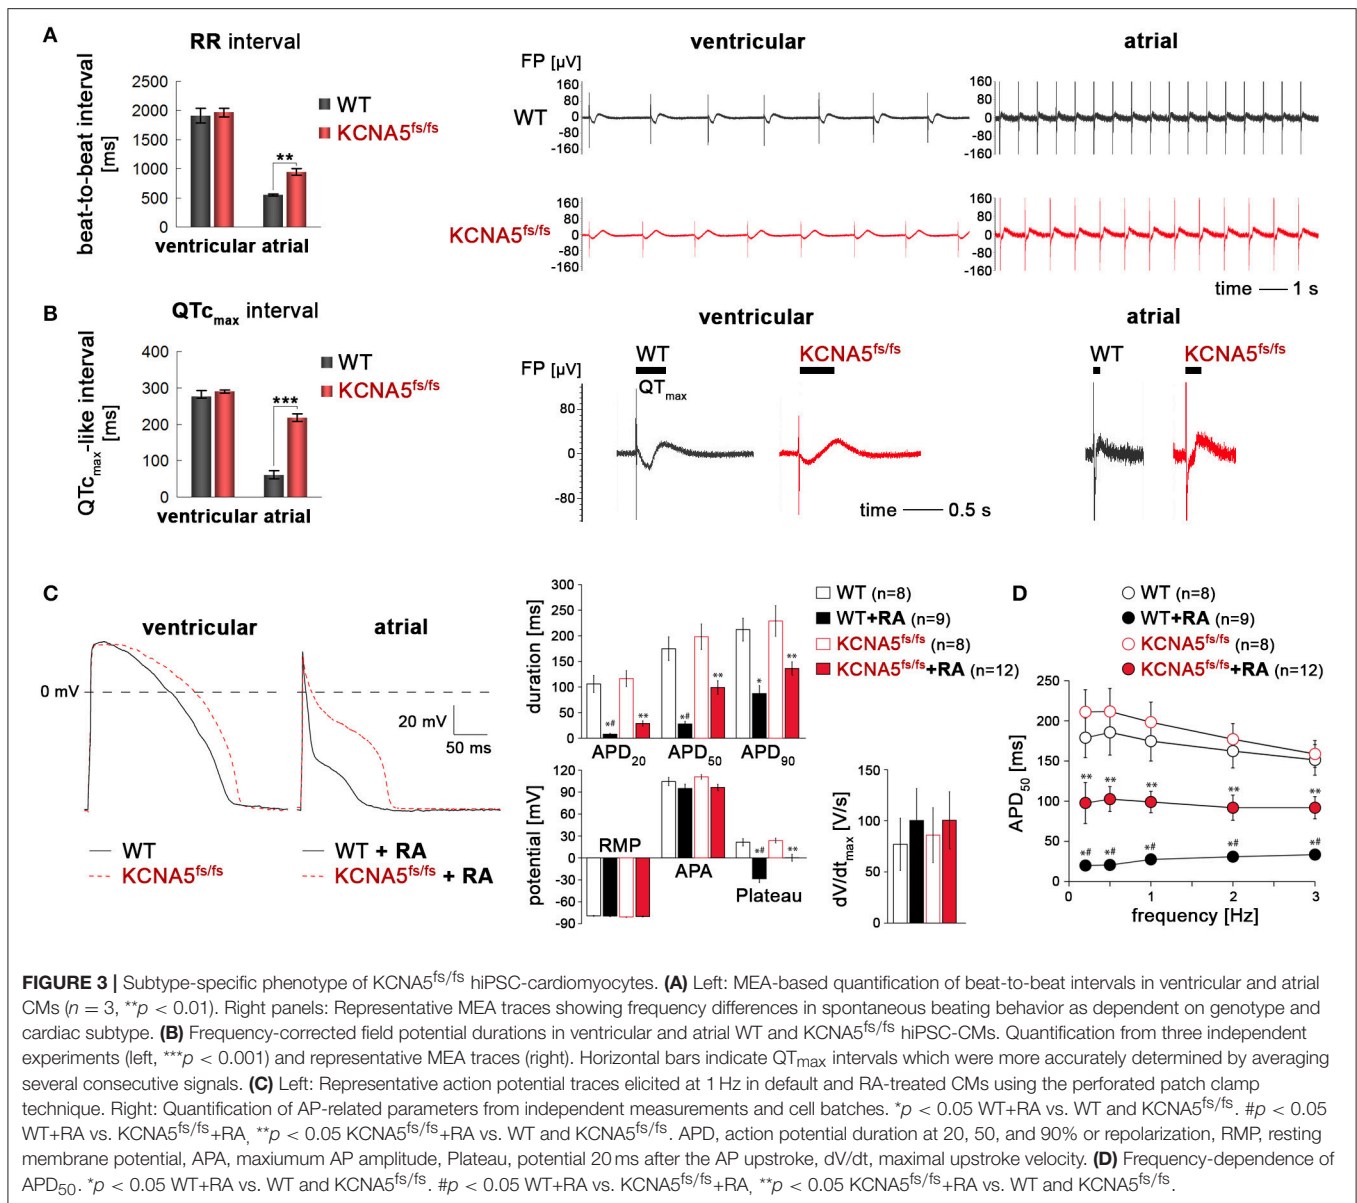 A
RR interval
beat-to-beat interval
[ms]
2500
2000
1500
1000
500
0
**
ventricular atrial
WT
KCNA5fs/fs
ventricular
atrial
FP [µV]
160
80
0
-80
-160
WT
160
80
0
-80
-160
KCNA5fs/fs
160
80
0
-80
-160
160
80
0
-80
-160
time — 1 s
B
QTcmax interval
QTcmax-like interval
[ms]
400
300
200
100
0
***
ventricular atrial
WT
KCNA5fs/fs
ventricular
atrial
FP [µV]
WT
KCNA5fs/fs
WT
KCNA5fs/fs
QTmax
80
0
-80
time — 0.5 s
C
ventricular
atrial
0 mV
20 mV
50 ms
WT
KCNA5fs/fs
WT + RA
KCNA5fs/fs + RA
duration [ms]
300
250
200
150
100
50
0
*#
**
*#
**
*
**
APD20
APD50
APD90
WT (n=8)
WT+RA (n=9)
KCNA5fs/fs (n=8)
KCNA5fs/fs+RA (n=12)
potential [mV]
120
90
60
30
0
-30
-60
-90
RMP
APA
*#
**
Plateau
dV/dtmax [V/s]
150
100
50
0
D
WT (n=8)
WT+RA (n=9)
KCNA5fs/fs (n=8)
KCNA5fs/fs+RA (n=12)
APD50 [ms]
250
200
150
100
50
0
**
**
**
**
**
*#
*#
*#
*#
*#
0
1
2
3
frequency [Hz]
FIGURE 3 | Subtype-specific phenotype of KCNA5fs/fs hiPSC-cardiomyocytes. (A) Left: MEA-based quantification of beat-to-beat intervals in ventricular and atrial
CMs (n = 3, **p < 0.01). Right panels: Representative MEA traces showing frequency differences in spontaneous beating behavior as dependent on genotype and
cardiac subtype. (B) Frequency-corrected field potential durations in ventricular and atrial WT and KCNA5fs/fs hiPSC-CMs. Quantification from three independent
experiments (left, ***p < 0.001) and representative MEA traces (right). Horizontal bars indicate QTmax intervals which were more accurately determined by averaging
several consecutive signals. (C) Left: Representative action potential traces elicited at 1 Hz in default and RA-treated CMs using the perforated patch clamp
technique. Right: Quantification of AP-related parameters from independent measurements and cell batches. *p < 0.05 WT+RA vs. WT and KCNA5fs/fs. #p < 0.05
WT+RA vs. KCNA5fs/fs+RA, **p < 0.05 KCNA5fs/fs+RA vs. WT and KCNA5fs/fs. APD, action potential duration at 20, 50, and 90% or repolarization, RMP, resting
membrane potential, APA, maxiumum AP amplitude, Plateau, potential 20 ms after the AP upstroke, dV/dt, maximal upstroke velocity. (D) Frequency-dependence of
APD50. *p < 0.05 WT+RA vs. WT and KCNA5fs/fs. #p < 0.05 WT+RA vs. KCNA5fs/fs+RA, **p < 0.05 KCNA5fs/fs+RA vs. WT and KCNA5fs/fs.